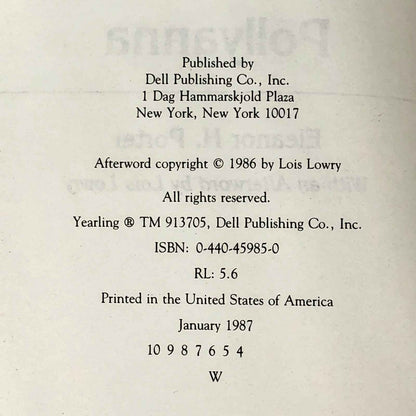 Published by
Dell Publishing Co., Inc.
1 Dag Hammarskjold Plaza
New York, New York 10017
Afterword copyright © 1986 by Lois Lowry
All rights reserved.
Yearling ® TM 913705, Dell Publishing Co., Inc.
ISBN: 0-440-45985-0
RL: 5.6
Printed in the United States of America
January 1987
10 9 8 7 6 5 4
W